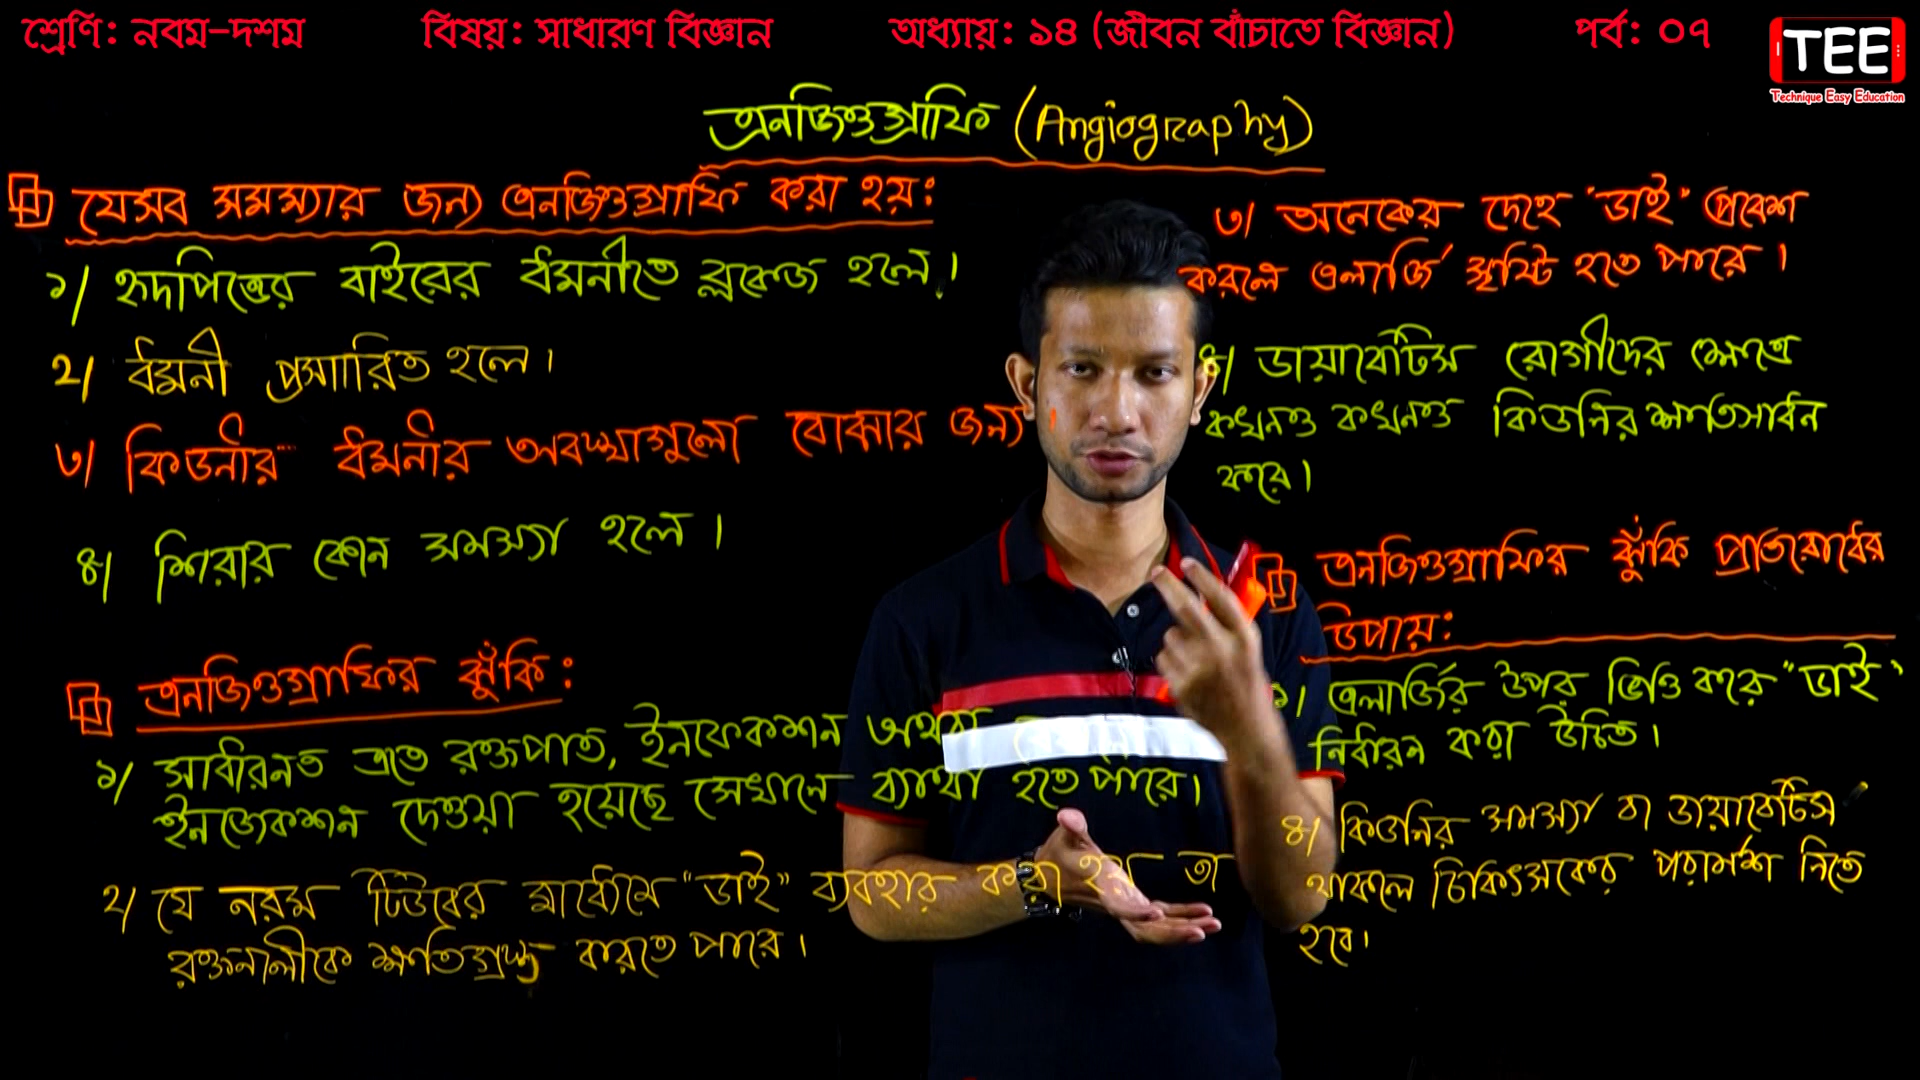 শ্রেণি: নবম-দশম
বিষয়: সাধারণ বিজ্ঞান
অধ্যায়: ১৪ (জীবন বাঁচাতে বিজ্ঞান)
পর্ব: ০৭
TEE
Technique Easy Education
এনজিওগ্রাফি (Angiography)
যেসব সমস্যার জন্য এনজিওগ্রাফি করা হয়:
১/ হৃদপিণ্ডের বাইরের ধমনীতে ব্লকেজ হলে।
২/ ধমনী প্রসারিত হলে।
৩/ কিডনীর ধমনীর অবস্থাগুলো বোঝার জন্য।
৪/ শিরার কোন সমস্যা হলে।
এনজিওগ্রাফির ঝুঁকি:
১/ সাধারনত এতে রক্তপাত, ইনফেকশন অথবা
ইনজেকশন দেওয়া হয়েছে সেখানে ব্যাথা হতে পারে।
২/ যে নরম টিউবের মাধ্যেমে "ডাই" ব্যবহার করা হয় তা
রক্তনালীকে ক্ষতিগ্রস্ত করতে পারে।
৩/ অনেকের দেহে "ডাই" প্রবেশ
করলে এলার্জি সৃষ্টি হতে পারে।
৪/ ডায়াবেটিস রোগীদের ক্ষেত্রে
কখনও কখনও কিডনির ক্ষতিসাধন
করে।
এনজিওগ্রাফির ঝুঁকি প্রতিরোধের
উপায়:
১/ এলার্জির উপর ভিত্তি করে "ডাই"
নির্ধারন করা উচিত।
৪/ কিডনির সমস্যা বা ডায়াবেটিস
থাকলে চিকিৎসকের পরামর্শ নিতে
হবে।